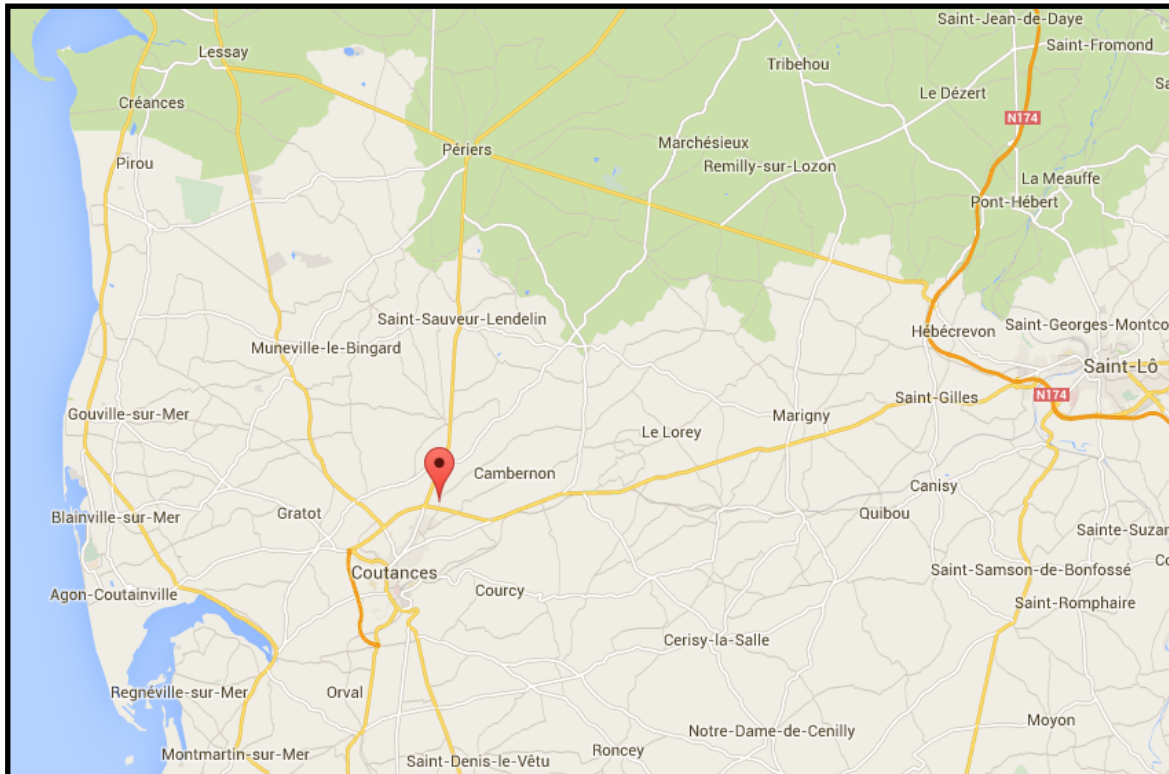 Saint-Jean-de-Daye
Saint-Fromond
Lessay
Tribehou
Sa
Le Dézert
Créances
N174
Périers
Marchésieux
Pirou
Remilly-sur-Lozon
La Meauffe
Pont-Hébert
Saint-Sauveur-Lendelin
Hébécrevon
Saint-Georges-Montco
Muneville-le-Bingard
Saint-Lô
N174
Saint-Gilles
Gouville-sur-Mer
Marigny
Le Lorey
Cambernon
Canisy
Blainville-sur-Mer
Gratot
Quibou
Sainte-Suzan
Co
Coutances
Saint-Samson-de-Bonfossé
Agon-Coutainville
Courcy
Saint-Romphaire
Cerisy-la-Salle
Regnéville-sur-Mer
Orval
Moyon
Notre-Dame-de-Cenilly
Montmartin-sur-Mer
Roncey
Saint-Denis-le-Vêtu